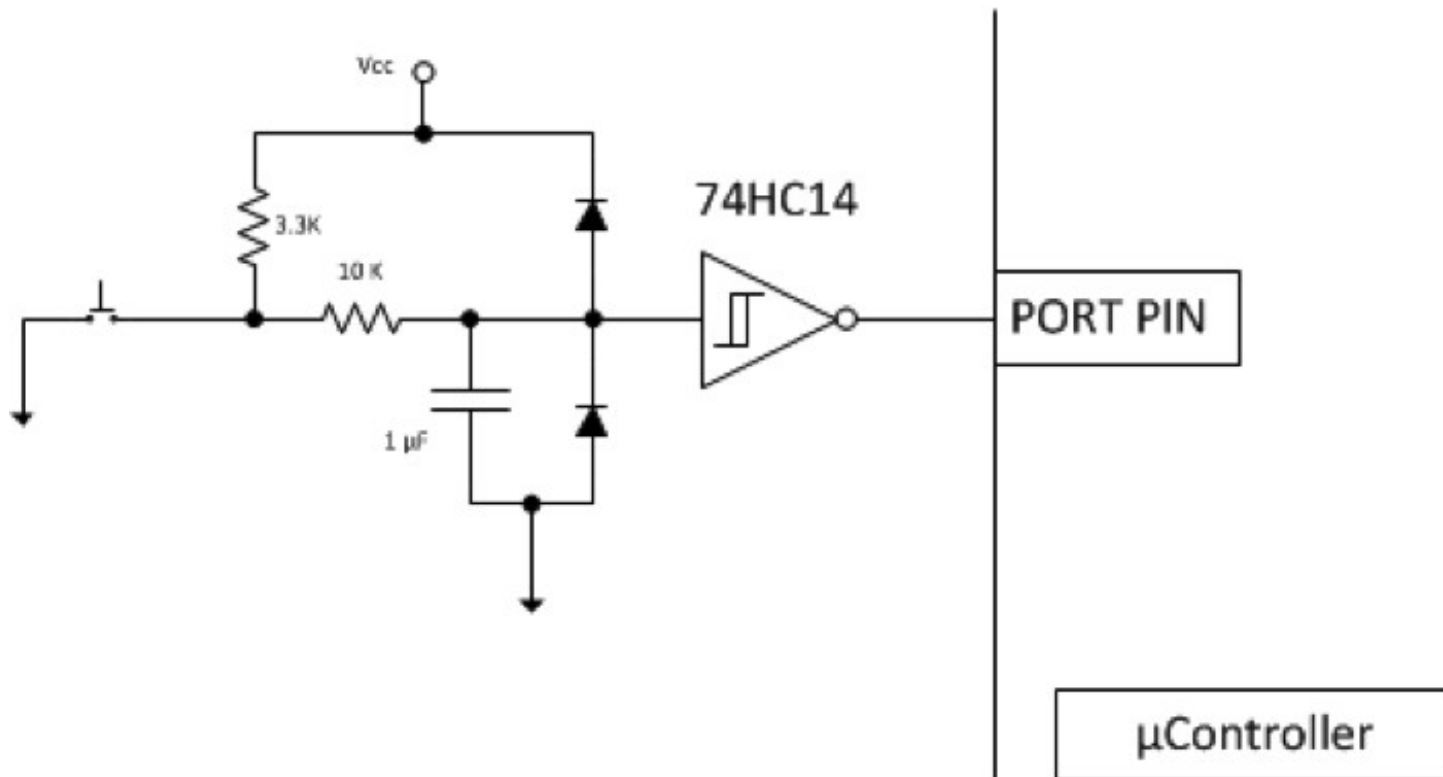 Vcc
74HC14
3.3K
10 K
PORT PIN
1 µF
µController